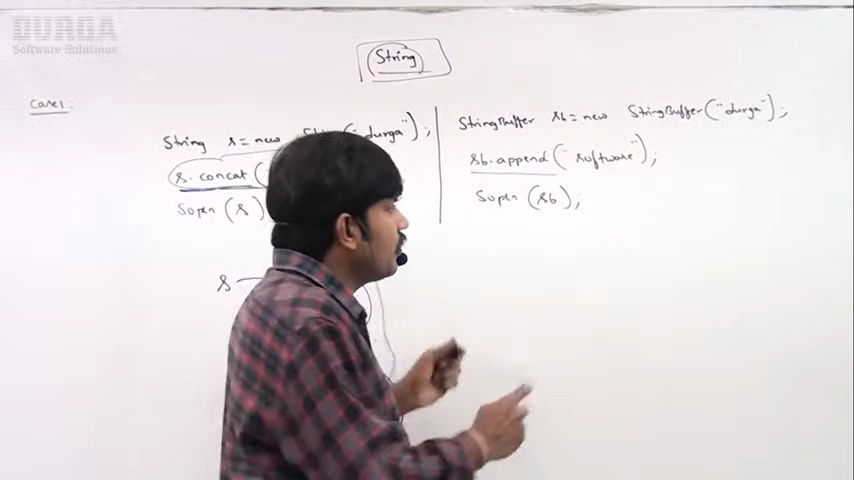 DURGA
Software Solutions
String
Case1:
String s = new ("durga");
s.concat(
Sopln(s)
s
StringBuffer sb = new StringBuffer("durga");
sb.append("software");
Sopln(sb);